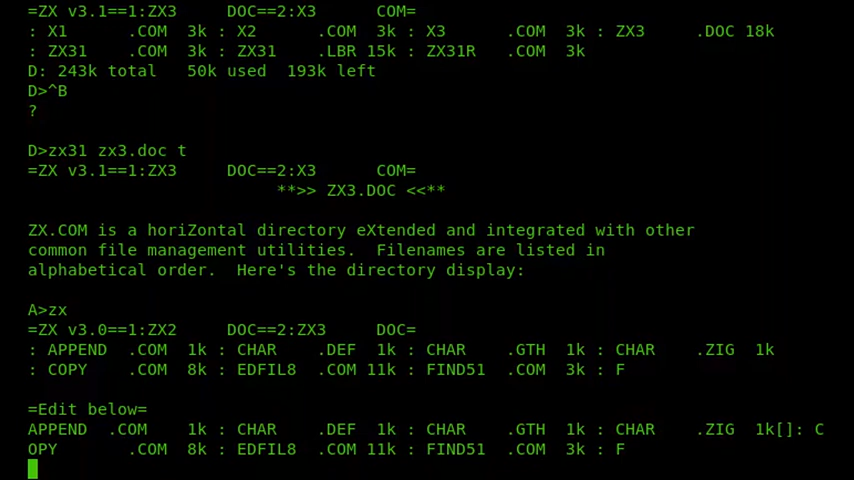 =ZX v3.1==1:ZX3     DOC==2:X3      COM=
: X1      .COM  3k : X2      .COM  3k : X3      .COM  3k : ZX3     .DOC 18k
: ZX31    .COM  3k : ZX31    .LBR 15k : ZX31R   .COM  3k
D: 243k total   50k used  193k left
D>^B
?
D>zx31 zx3.doc t
=ZX v3.1==1:ZX3     DOC==2:X3      COM=
**>> ZX3.DOC <<**
ZX.COM is a horiZontal directory eXtended and integrated with other
common file management utilities.  Filenames are listed in
alphabetical order.  Here's the directory display:
A>zx
=ZX v3.0==1:ZX2     DOC==2:ZX3     DOC=
: APPEND  .COM  1k : CHAR    .DEF  1k : CHAR    .GTH  1k : CHAR    .ZIG  1k
: COPY    .COM  8k : EDFIL8  .COM 11k : FIND51  .COM  3k : F
=Edit below=
APPEND  .COM    1k : CHAR    .DEF  1k : CHAR    .GTH  1k : CHAR    .ZIG  1k[]: C
OPY       .COM  8k : EDFIL8  .COM 11k : FIND51  .COM  3k : F